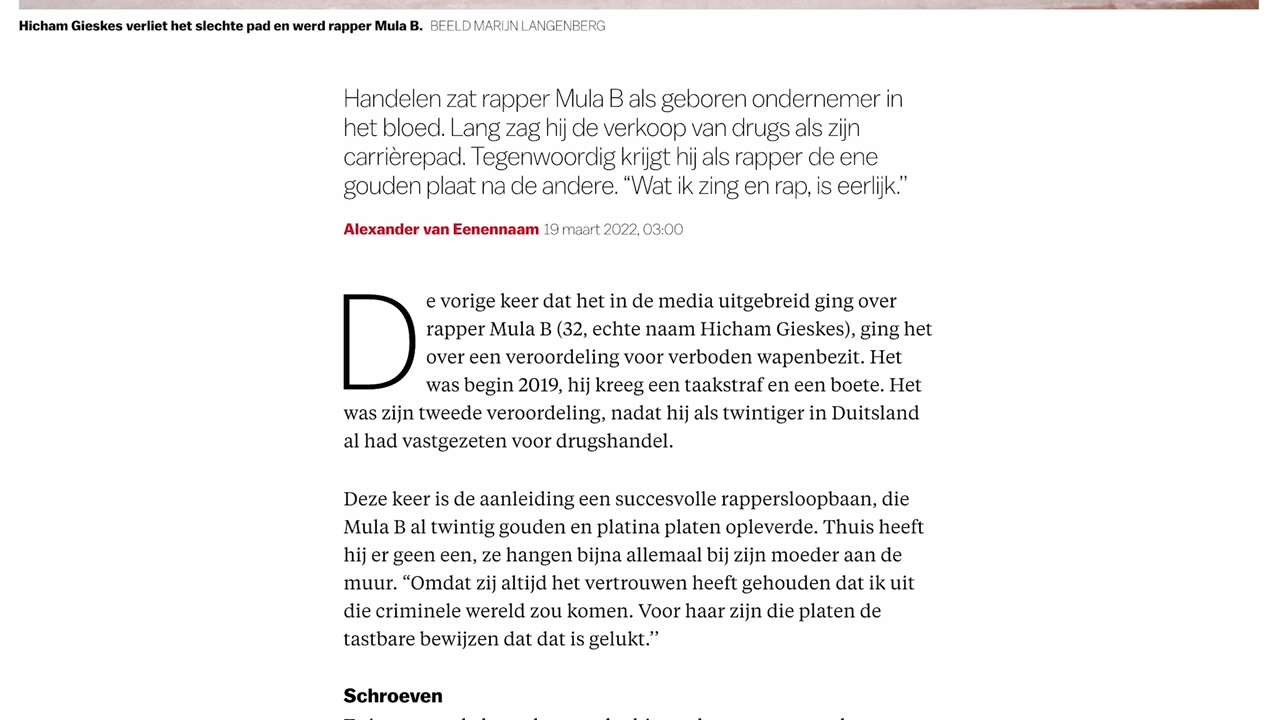 Hicham Gieskes verliet het slechte pad en werd rapper Mula B. BEELD MARIJN LANGENBERG
Handelen zat rapper Mula B als geboren ondernemer in
het bloed. Lang zag hij de verkoop van drugs als zijn
carrièrepad. Tegenwoordig krijgt hij als rapper de ene
gouden plaat na de andere. “Wat ik zing en rap, is eerlijk.”
Alexander van Eenennaam 19 maart 2022, 03:00
De vorige keer dat het in de media uitgebreid ging over
rapper Mula B (32, echte naam Hicham Gieskes), ging het
over een veroordeling voor verboden wapenbezit. Het
was begin 2019, hij kreeg een taakstraf en een boete. Het
was zijn tweede veroordeling, nadat hij als twintiger in Duitsland
al had vastgezeten voor drugshandel.
Deze keer is de aanleiding een succesvolle rappersloopbaan, die
Mula B al twintig gouden en platina platen opleverde. Thuis heeft
hij er geen een, ze hangen bijna allemaal bij zijn moeder aan de
muur. “Omdat zij altijd het vertrouwen heeft gehouden dat ik uit
die criminele wereld zou komen. Voor haar zijn die platen de
tastbare bewijzen dat dat is gelukt.’’
Schroeven